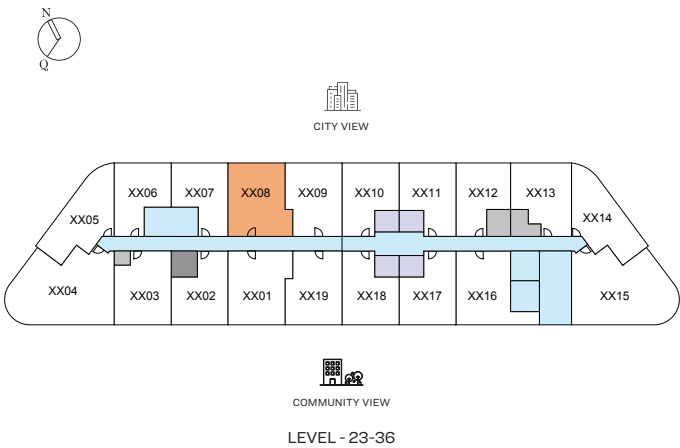 N
Q
CITY VIEW
XX06 XX07 XX08 XX09 XX10 XX11 XX12 XX13
XX05 XX14
XX04 XX03 XX02 XX01 XX19 XX18 XX17 XX16 XX15
COMMUNITY VIEW
LEVEL - 23-36